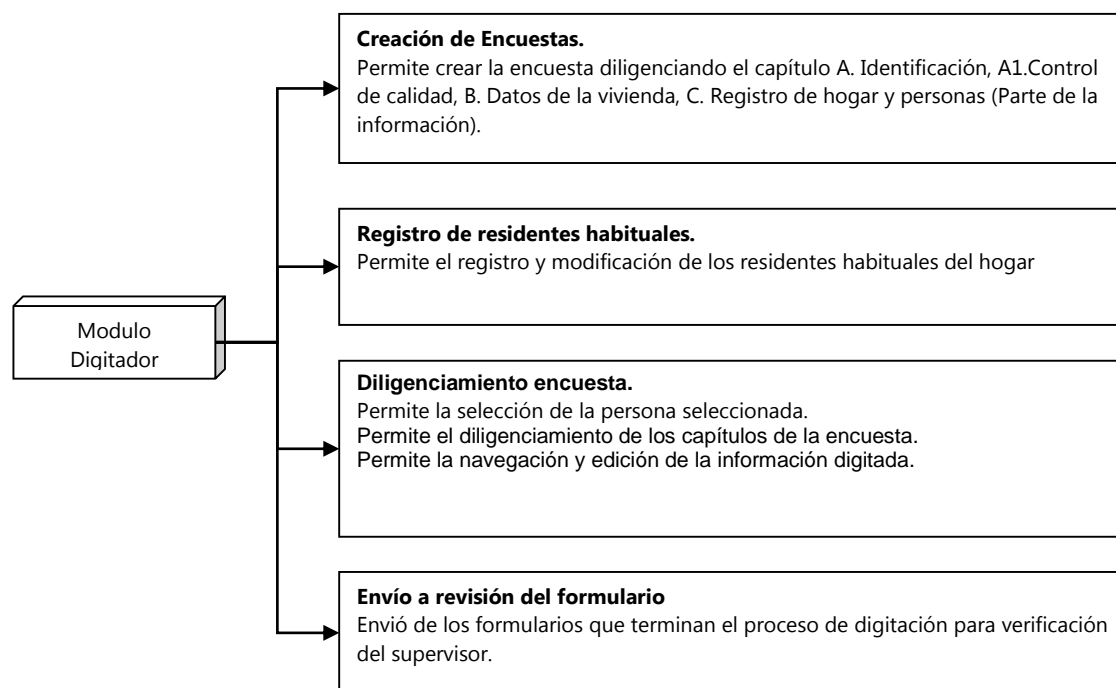 Creación de Encuestas.
Permite crear la encuesta diligenciando el capítulo A. Identificación, A1.Control
de calidad, B. Datos de la vivienda, C. Registro de hogar y personas (Parte de la
información).
Registro de residentes habituales.
Permite el registro y modificación de los residentes habituales del hogar
Modulo
Digitador
Diligenciamiento encuesta.
Permite la selección de la persona seleccionada.
Permite el diligenciamiento de los capítulos de la encuesta.
Permite la navegación y edición de la información digitada.
Envío a revisión del formulario
Envió de los formularios que terminan el proceso de digitación para verificación
del supervisor.